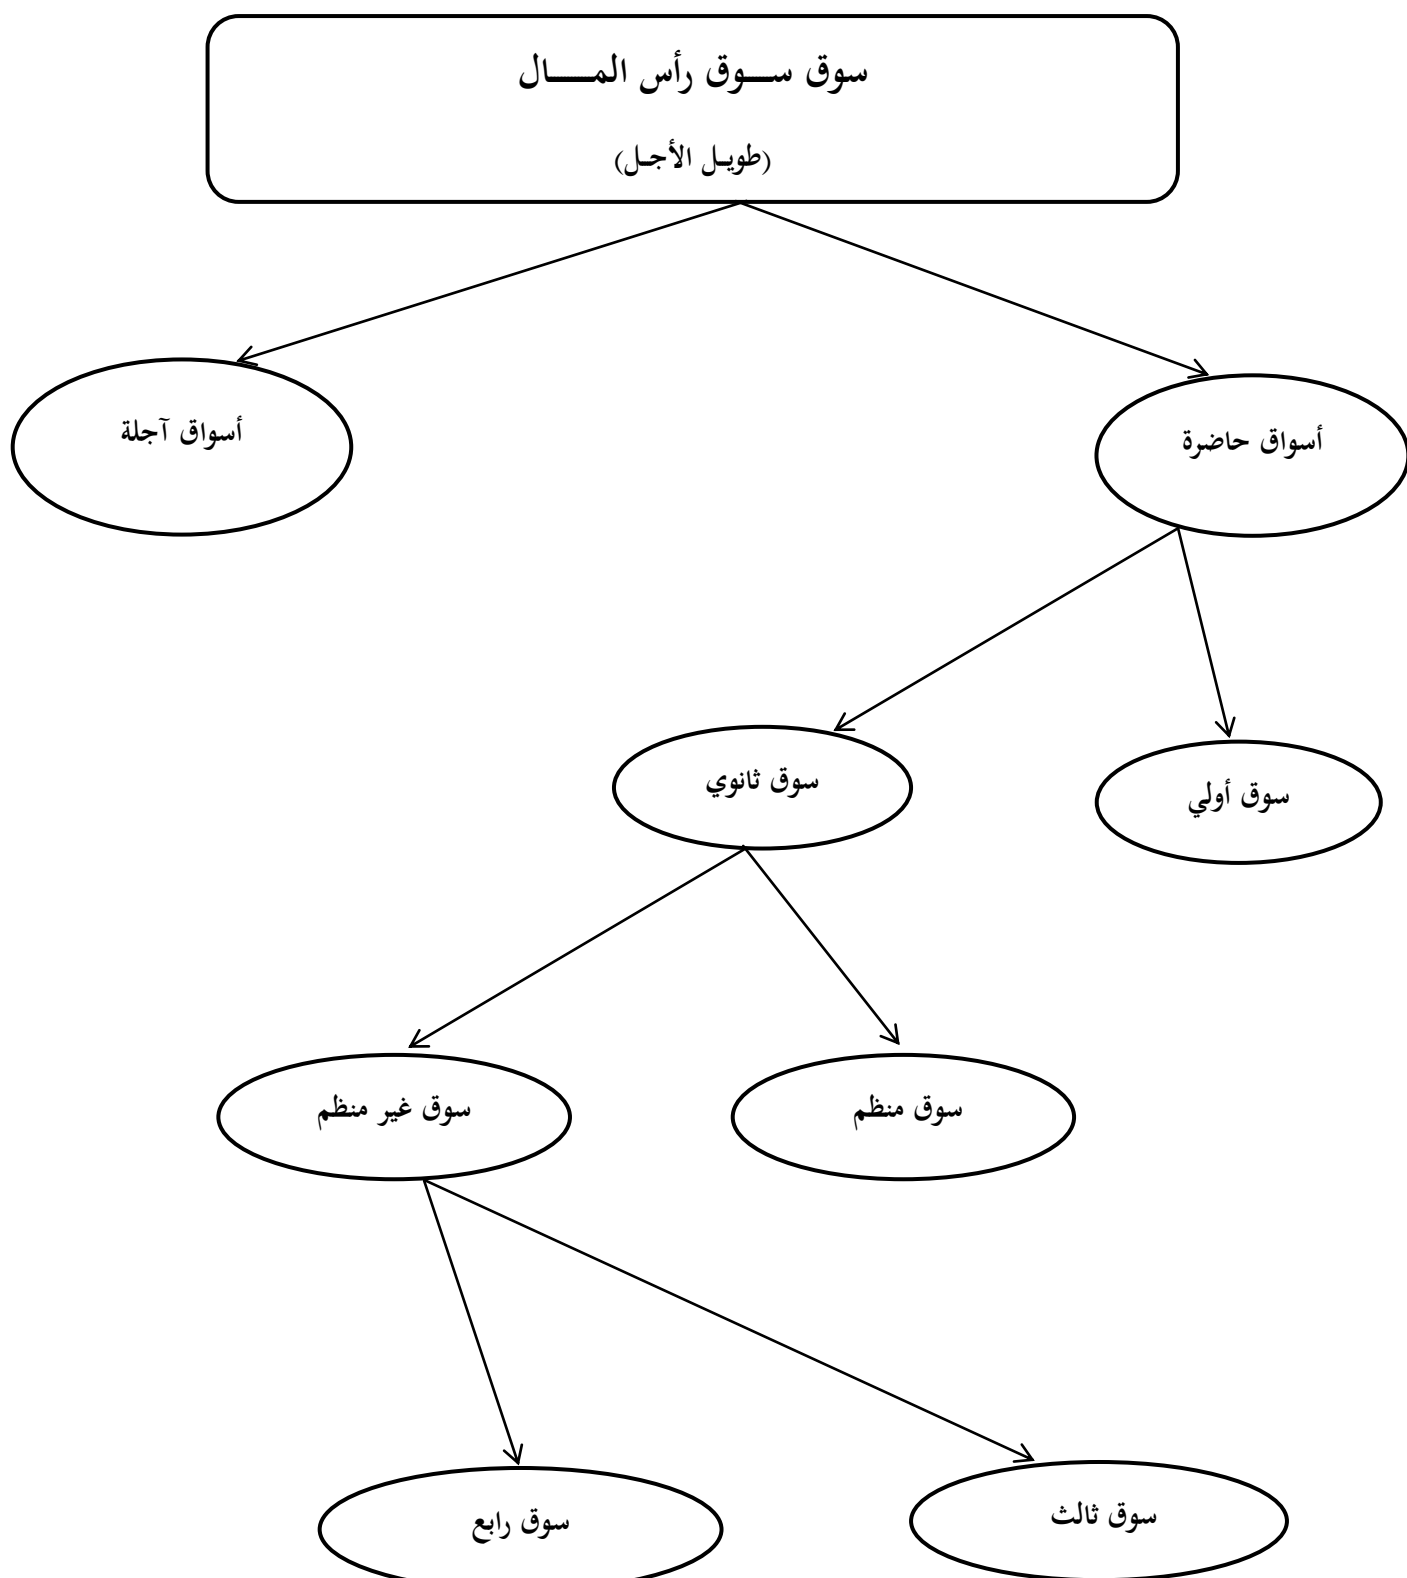 سوق ســوق رأس المـــال
(طويـل الأجـل)
أسواق حاضرة
أسواق آجلة
سوق أولي
سوق ثانوي
سوق منظم
سوق غير منظم
سوق ثالث
سوق رابع